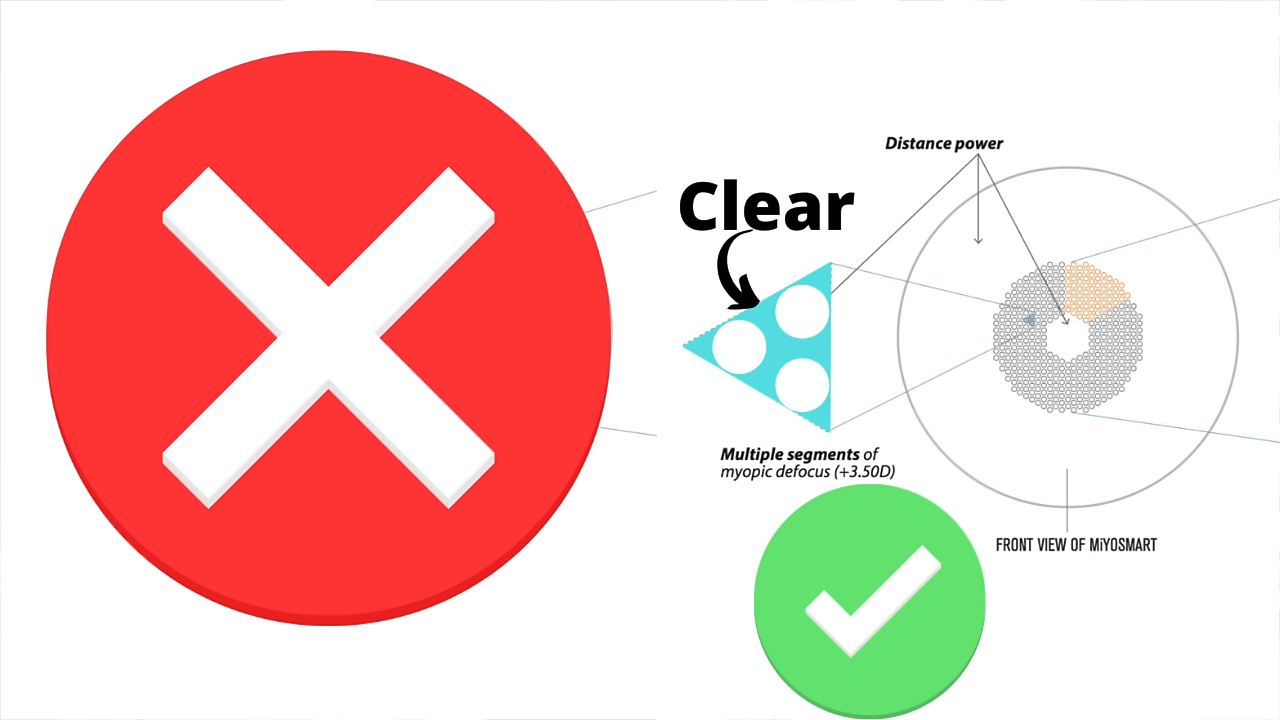 Distance power
Clear
Multiple segments of
myopic defocus (+3.50D)
FRONT VIEW OF MiYOSMART